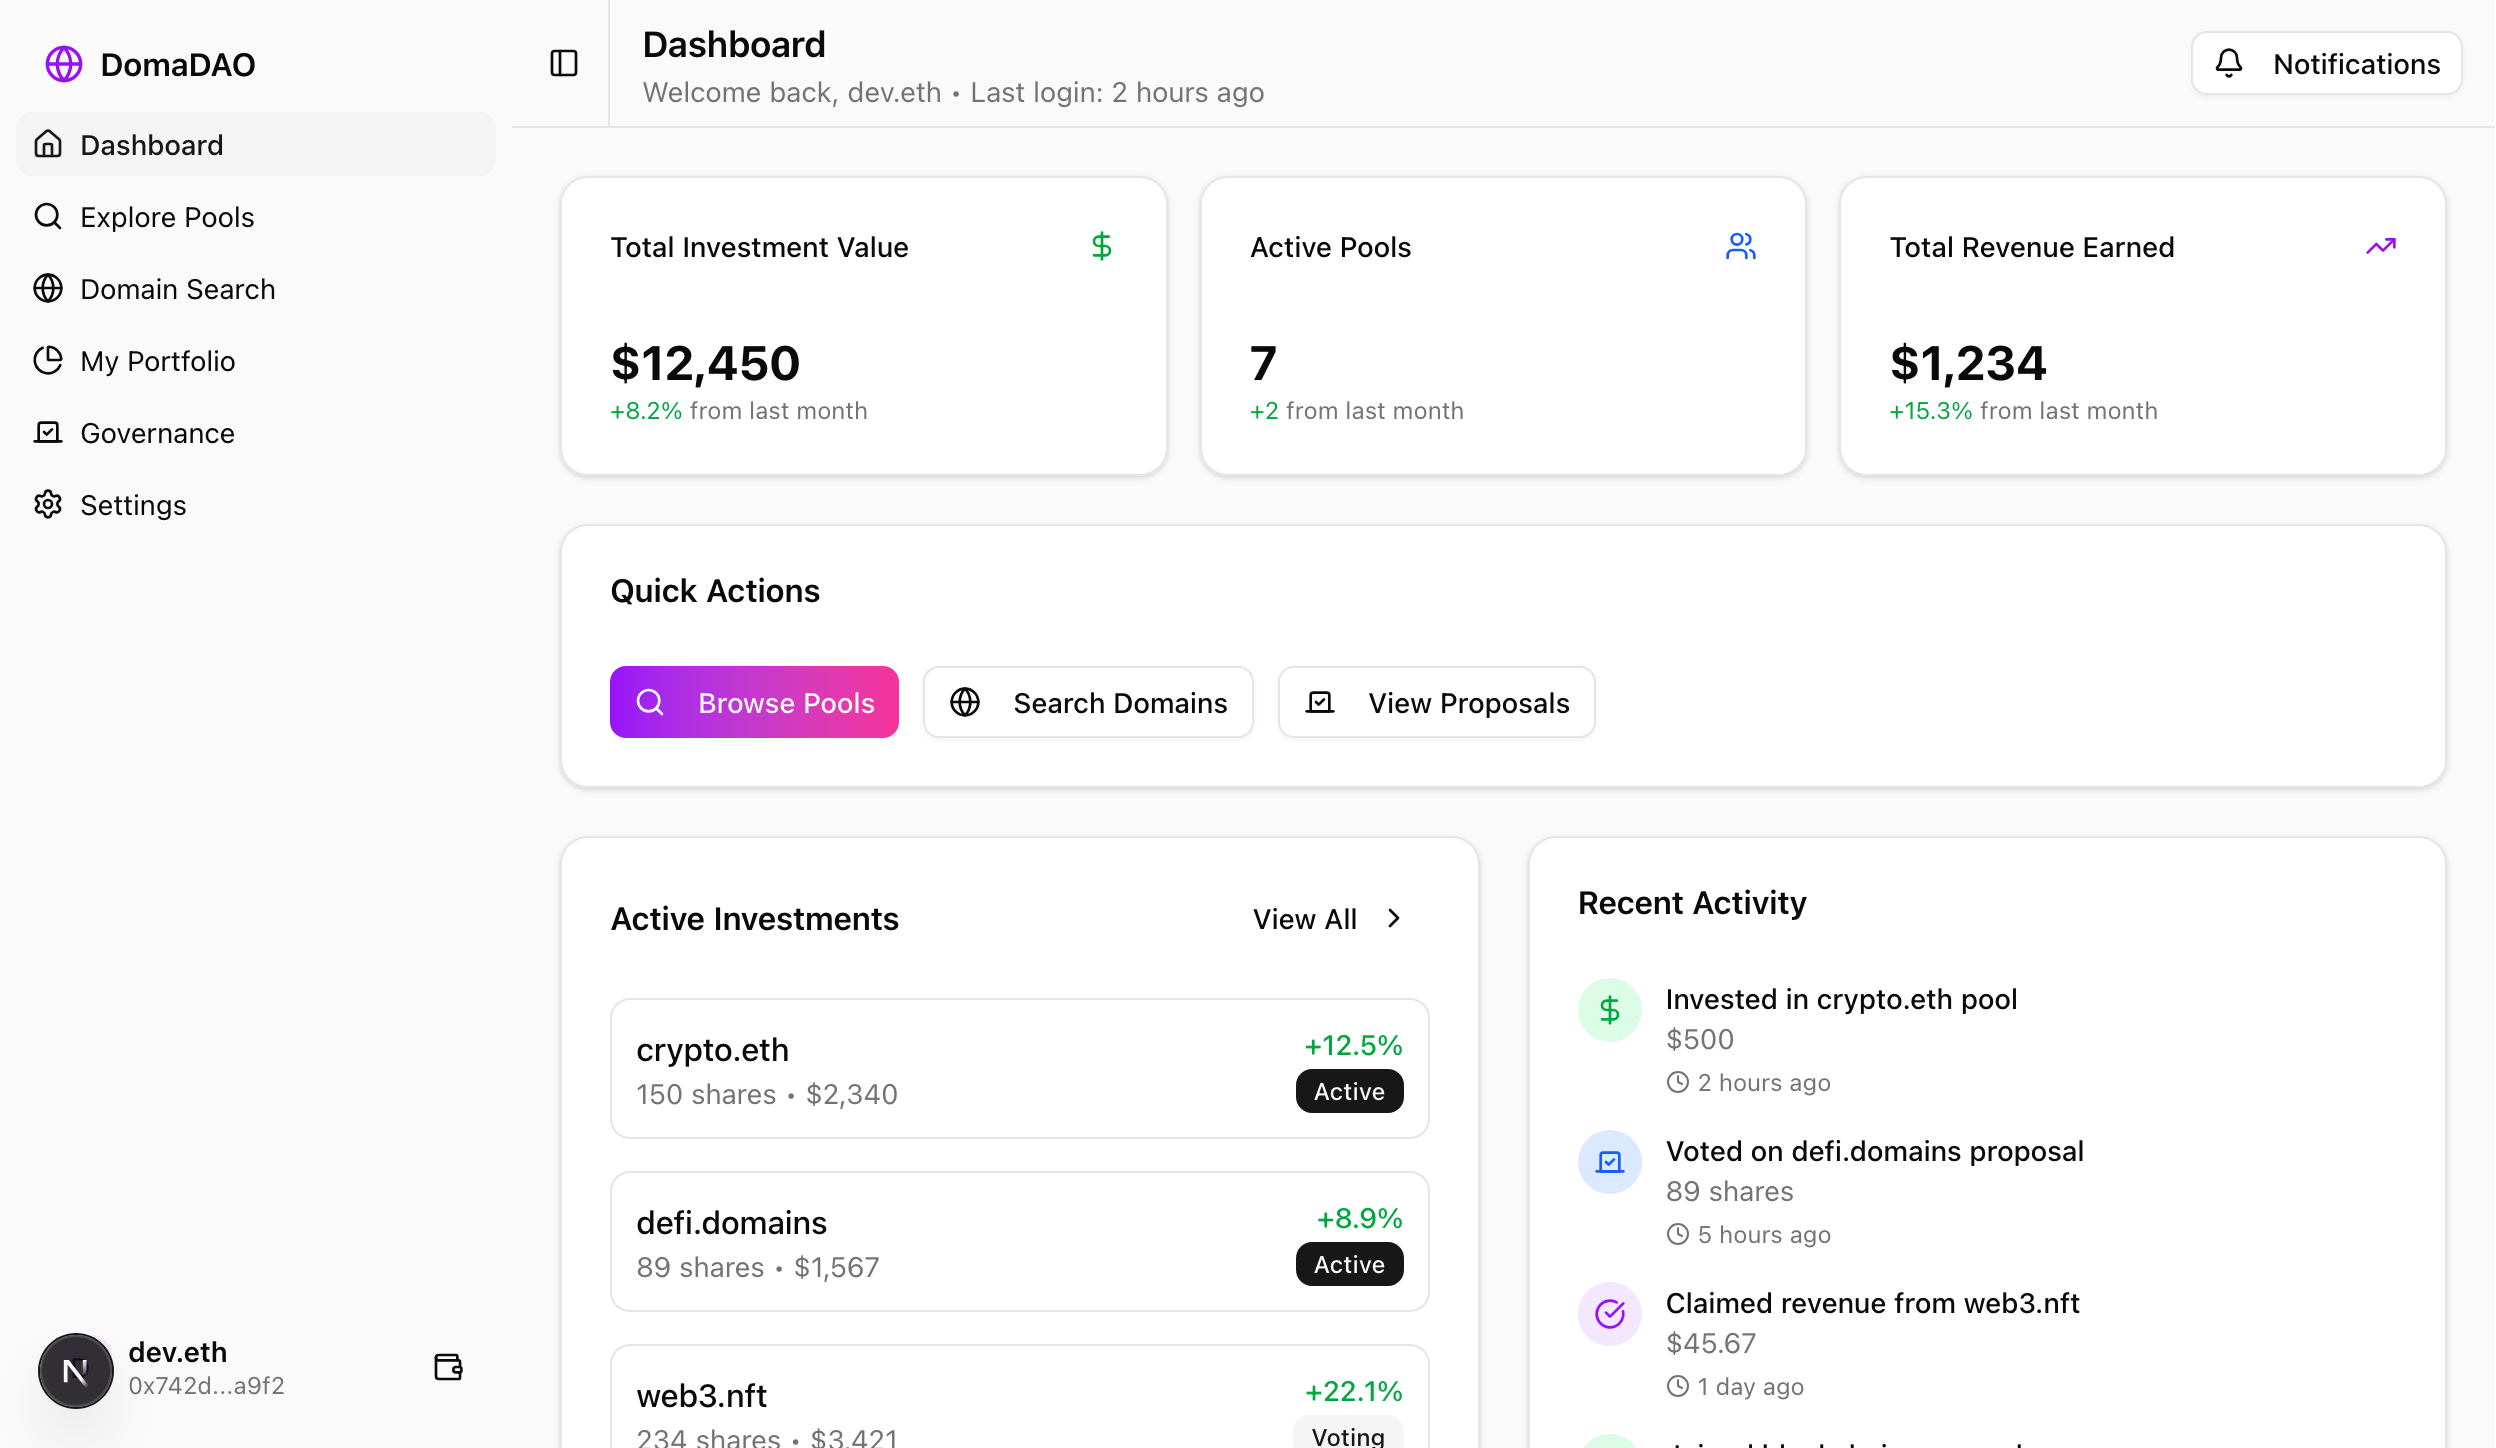 DomaDAO
Dashboard
Explore Pools
Domain Search
My Portfolio
Governance
Settings
dev.eth
0x742d...a9f2
Dashboard
Welcome back, dev.eth • Last login: 2 hours ago
Notifications
Total Investment Value
$12,450
+8.2% from last month
Active Pools
7
+2 from last month
Total Revenue Earned
$1,234
+15.3% from last month
Quick Actions
Browse Pools
Search Domains
View Proposals
Active Investments
View All
crypto.eth
150 shares • $2,340
+12.5%
Active
defi.domains
89 shares • $1,567
+8.9%
Active
web3.nft
234 shares • $3,421
+22.1%
Voting
Recent Activity
Invested in crypto.eth pool
$500
2 hours ago
Voted on defi.domains proposal
89 shares
5 hours ago
Claimed revenue from web3.nft
$45.67
1 day ago